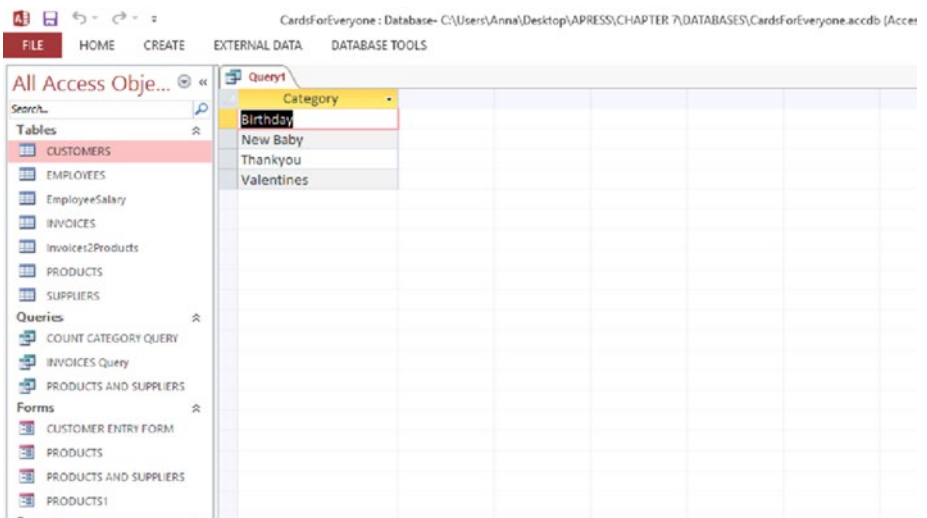 CardsForEveryone : Database- C:\Users\Anna\Desktop\APRESS\CHAPTER 7\DATABASES\CardsForEveryone.accdb (Acces
FILE HOME CREATE EXTERNAL DATA DATABASE TOOLS
All Access Obje...
Search...
Tables
CUSTOMERS
EMPLOYEES
EmployeeSalary
INVOICES
Invoices2Products
PRODUCTS
SUPPLIERS
Queries
COUNT CATEGORY QUERY
INVOICES Query
PRODUCTS AND SUPPLIERS
Forms
CUSTOMER ENTRY FORM
PRODUCTS
PRODUCTS AND SUPPLIERS
PRODUCTS1
Query1
Category
Birthday
New Baby
Thankyou
Valentines